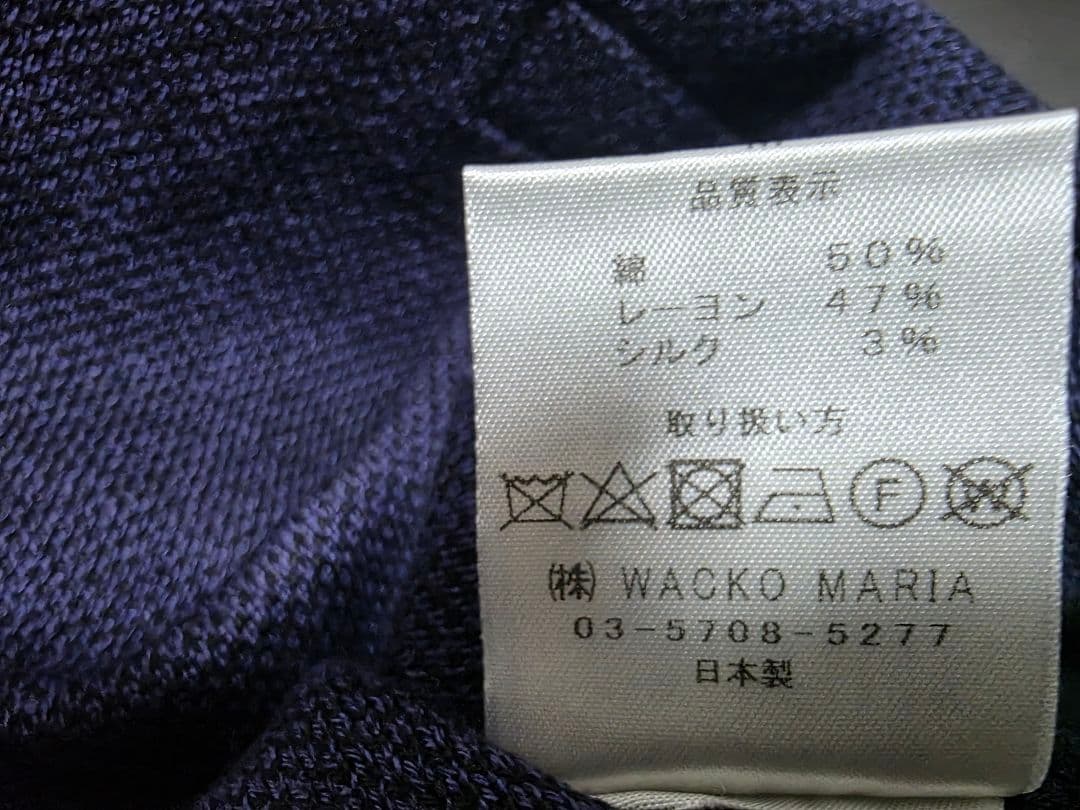 品質表示
綿 50%
レーヨン 47%
シルク 3%
取り扱い方
F
W
㈱ WACKO MARIA
03-5708-5277
日本製